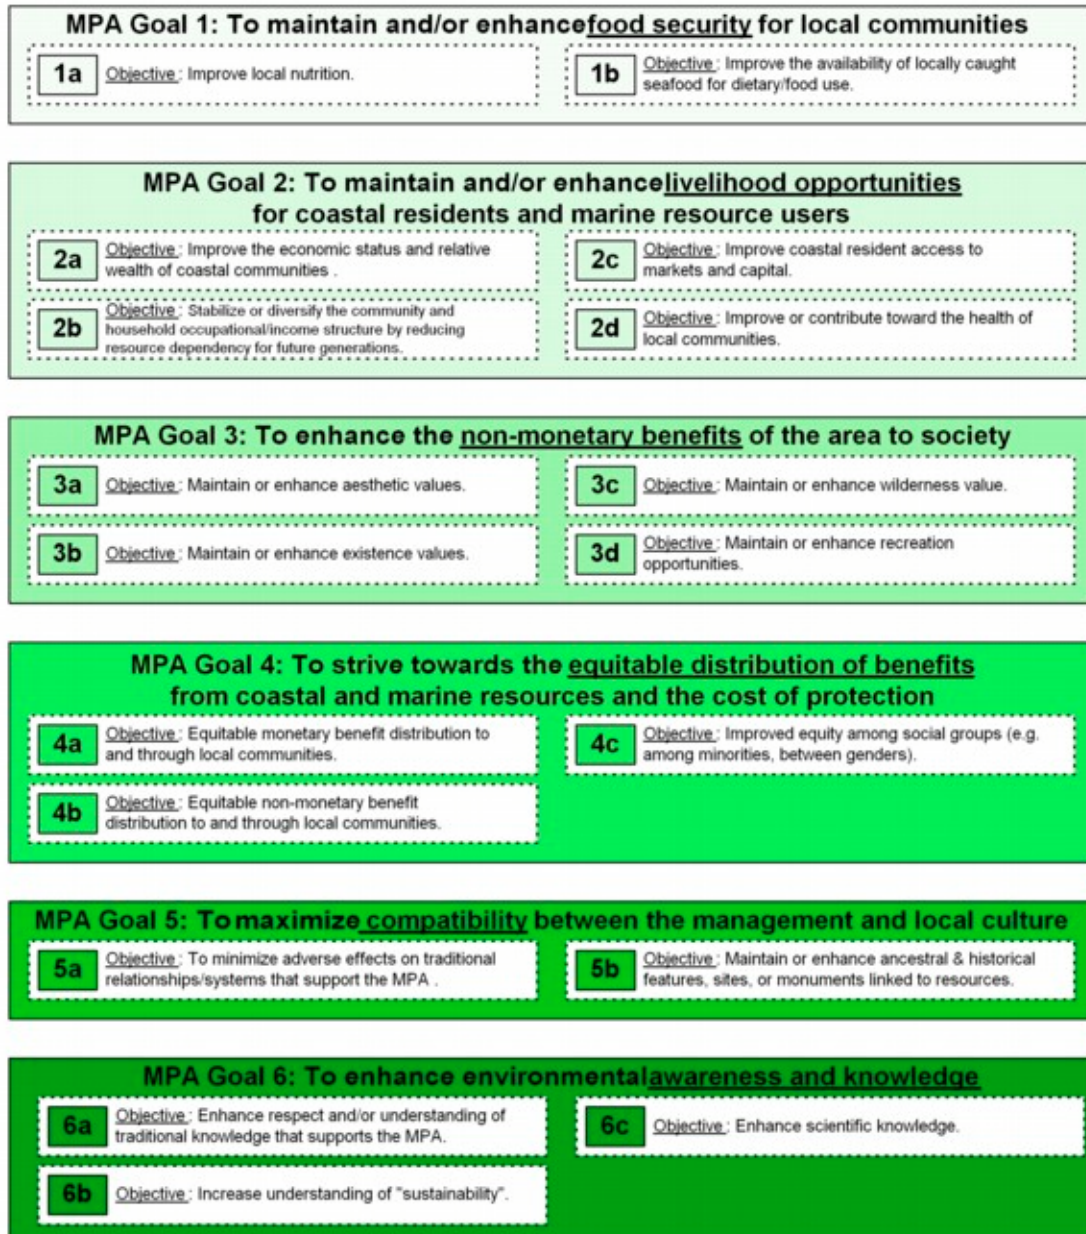 MPA Goal 1: To maintain and/or enhance food security for local communities
1a
Objective : Improve local nutrition.
1b
Objective : Improve the availability of locally caught
seafood for dietary/food use.
MPA Goal 2: To maintain and/or enhance livelihood opportunities
for coastal residents and marine resource users
2a
Objective : Improve the economic status and relative
wealth of coastal communities .
2c
Objective : Improve coastal resident access to
markets and capital.
2b
Objective : Stabilize or diversify the community and
household occupational/income structure by reducing
resource dependency for future generations.
2d
Objective : Improve or contribute toward the health of
local communities.
MPA Goal 3: To enhance the non-monetary benefits of the area to society
3a
Objective : Maintain or enhance aesthetic values.
3c
Objective : Maintain or enhance wilderness value.
3b
Objective : Maintain or enhance existence values.
3d
Objective : Maintain or enhance recreation
opportunities.
MPA Goal 4: To strive towards the equitable distribution of benefits
from coastal and marine resources and the cost of protection
4a
Objective : Equitable monetary benefit distribution to
and through local communities.
4c
Objective : Improved equity among social groups (e.g.
among minorities, between genders).
4b
Objective : Equitable non-monetary benefit
distribution to and through local communities.
MPA Goal 5: To maximize compatibility between the management and local culture
5a
Objective : To minimize adverse effects on traditional
relationships/systems that support the MPA .
5b
Objective : Maintain or enhance ancestral & historical
features, sites, or monuments linked to resources.
MPA Goal 6: To enhance environmental awareness and knowledge
6a
Objective : Enhance respect and/or understanding of
traditional knowledge that supports the MPA.
6c
Objective : Enhance scientific knowledge.
6b
Objective : Increase understanding of "sustainability".